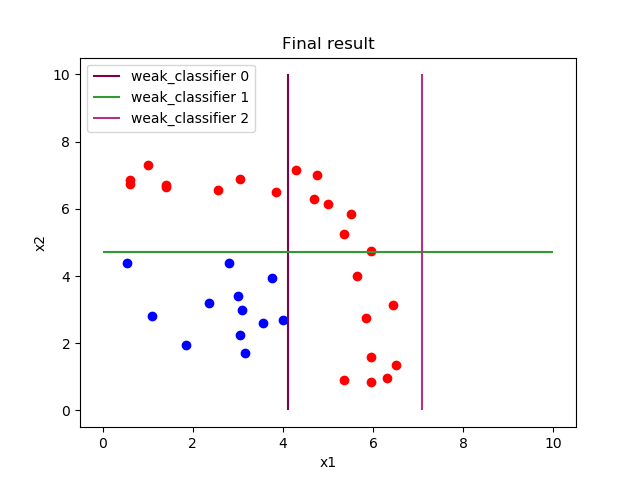 Final result
weak_classifier 0
weak_classifier 1
weak_classifier 2
10
8
6
4
2
0
x2
0 2 4 6 8 10
x1